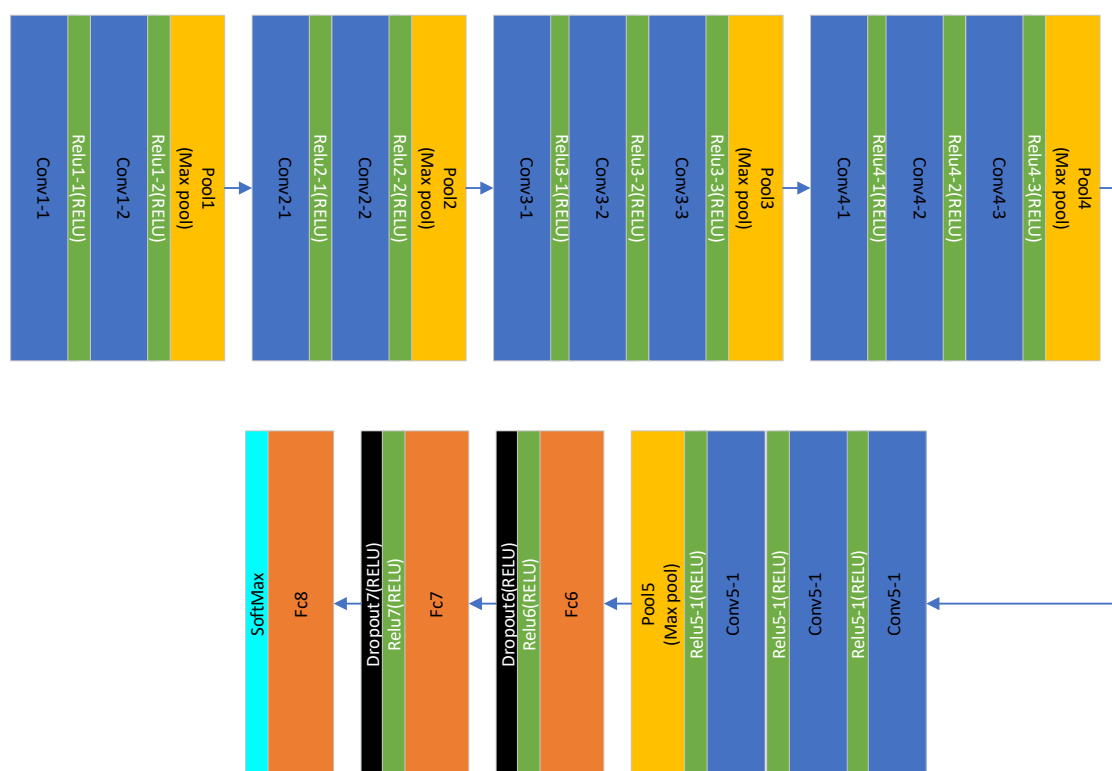 Conv1-1
Relu1-1(RELU)
Conv1-2
Relu1-2(RELU)
Pool1
(Max pool)
Conv2-1
Relu2-1(RELU)
Conv2-2
Relu2-2(RELU)
Pool2
(Max pool)
Conv3-1
Relu3-1(RELU)
Conv3-2
Relu3-2(RELU)
Conv3-3
Relu3-3(RELU)
Pool3
(Max pool)
Conv4-1
Relu4-1(RELU)
Conv4-2
Relu4-2(RELU)
Conv4-3
Relu4-3(RELU)
Pool4
(Max pool)
Conv5-1
Relu5-1(RELU)
Conv5-1
Relu5-1(RELU)
Conv5-1
Relu5-1(RELU)
Pool5
(Max pool)
Fc6
Relu6(RELU)
Dropout6(RELU)
Fc7
Relu7(RELU)
Dropout7(RELU)
Fc8
SoftMax